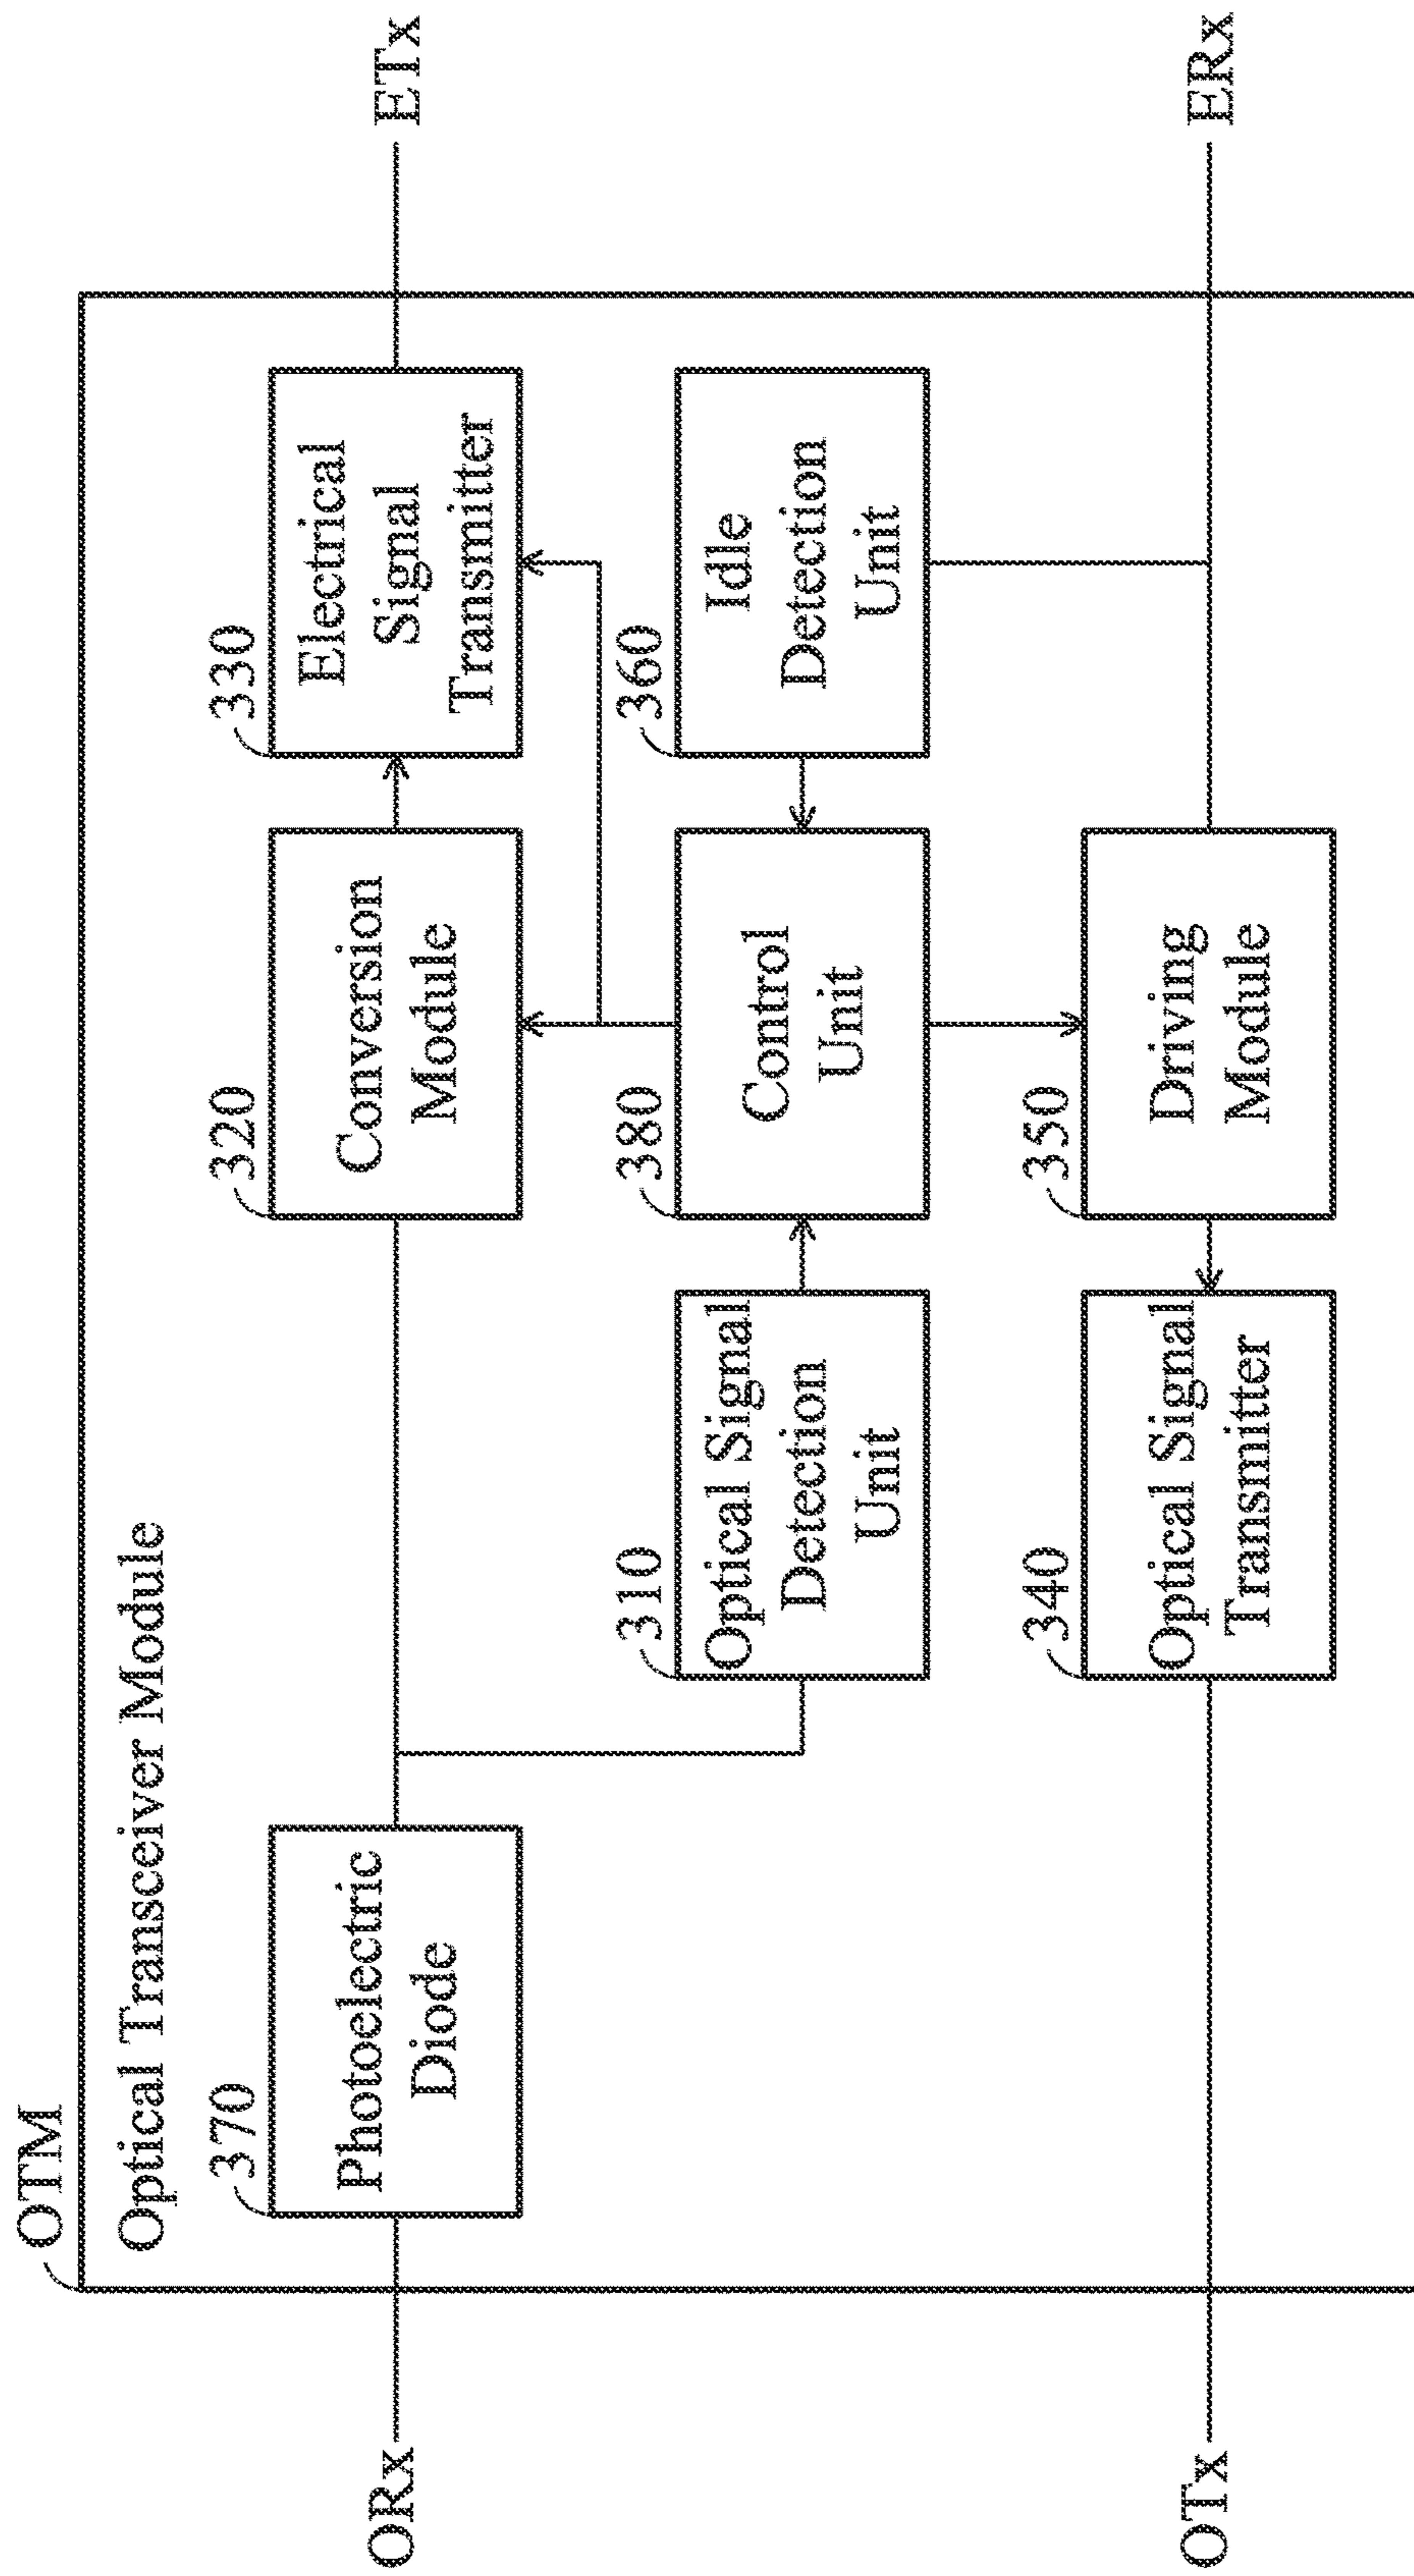 OTM
Optical Transceiver Module
370
320
330
ORx
Photoelectric
Diode
Conversion
Module
Electrical
Signal
Transmitter
ETx
310
380
360
Optical Signal
Detection
Unit
Control
Unit
Idle
Detection
Unit
340
350
OTx
Optical Signal
Transmitter
Driving
Module
ERx